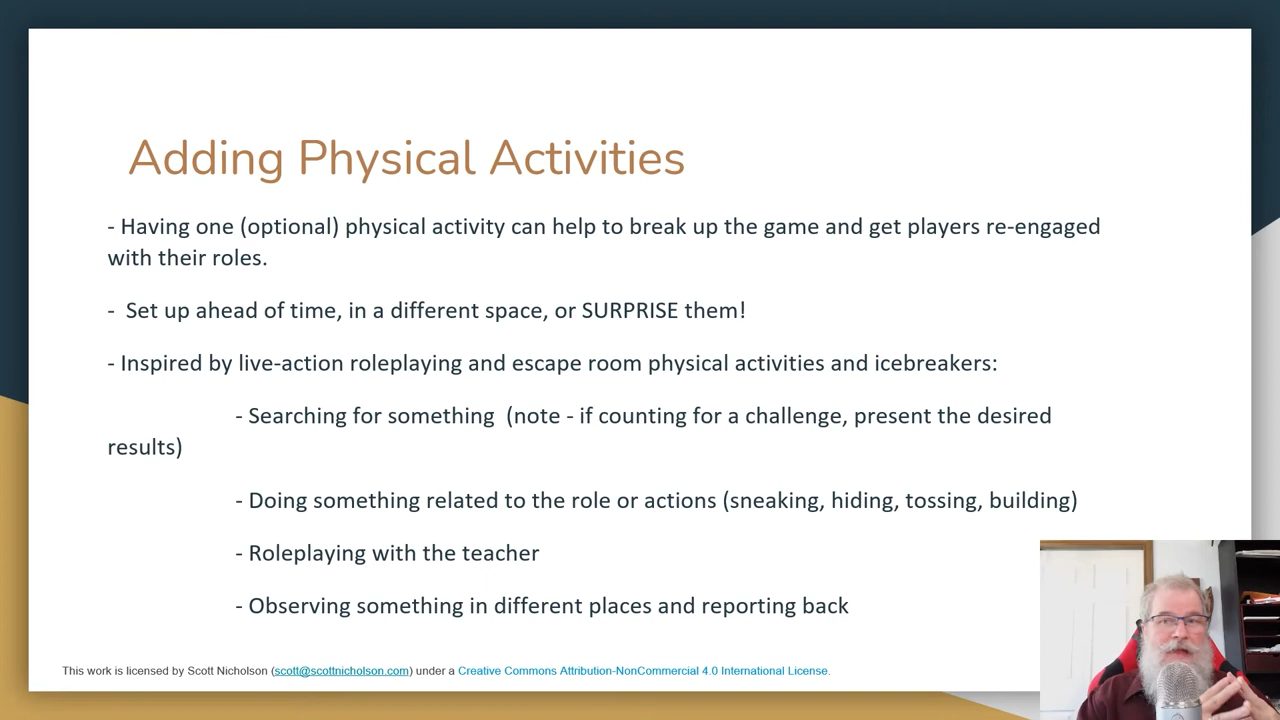 Adding Physical Activities
- Having one (optional) physical activity can help to break up the game and get players re-engaged
with their roles.
-  Set up ahead of time, in a different space, or SURPRISE them!
- Inspired by live-action roleplaying and escape room physical activities and icebreakers:
- Searching for something  (note - if counting for a challenge, present the desired
results)
- Doing something related to the role or actions (sneaking, hiding, tossing, building)
- Roleplaying with the teacher
- Observing something in different places and reporting back
This work is licensed by Scott Nicholson (scott@scottnicholson.com) under a Creative Commons Attribution-NonCommercial 4.0 International License.